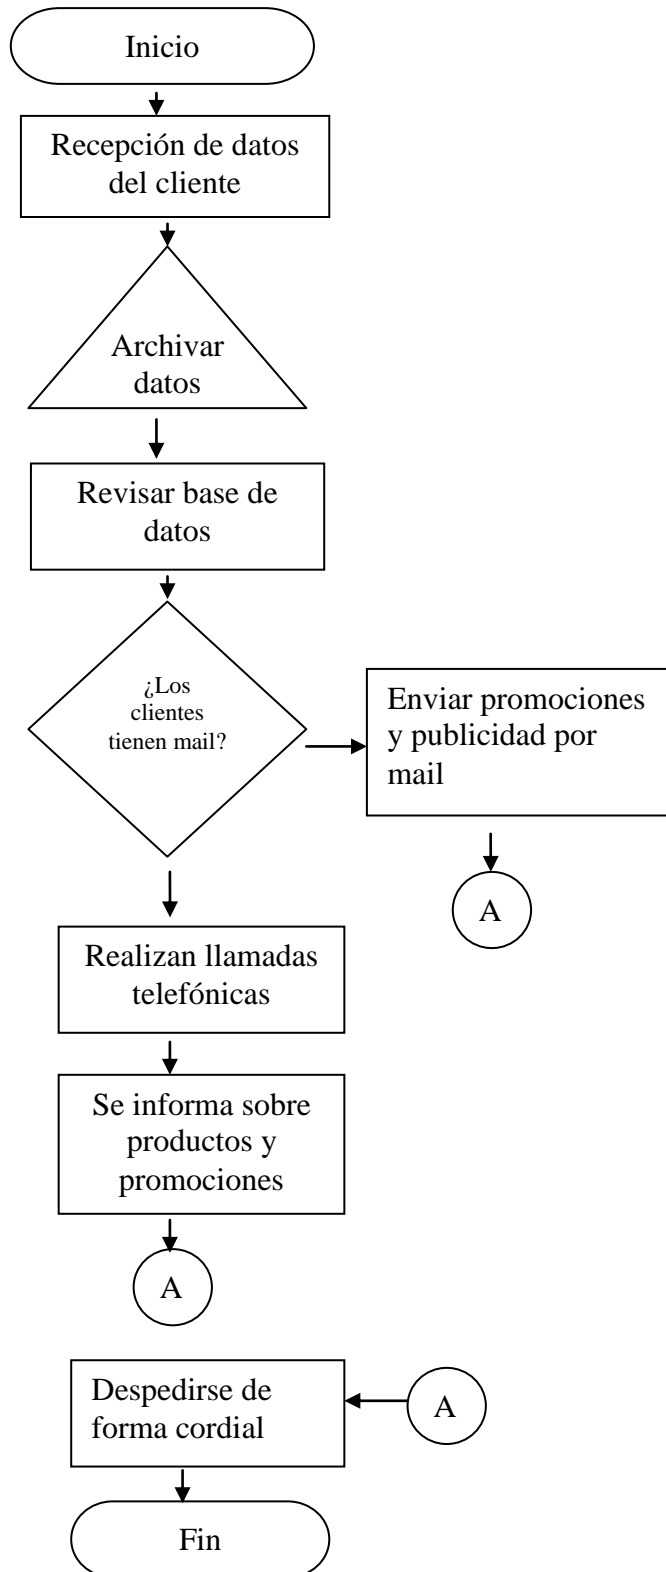 Inicio
Recepción de datos
del cliente
Archivar
datos
Revisar base de
datos
¿Los
clientes
tienen mail?
Enviar promociones
y publicidad por
mail
A
Realizan llamadas
telefónicas
Se informa sobre
productos y
promociones
A
Despedirse de
forma cordial
A
Fin